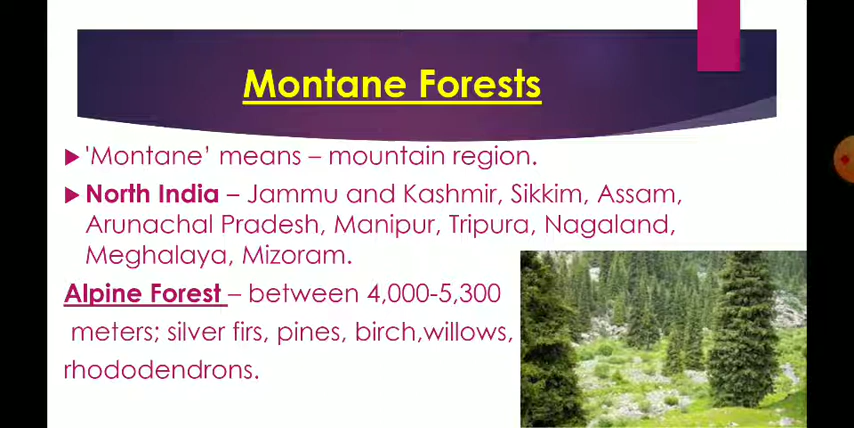 Montane Forests
'Montane' means – mountain region.
North India – Jammu and Kashmir, Sikkim, Assam,
Arunachal Pradesh, Manipur, Tripura, Nagaland,
Meghalaya, Mizoram.
Alpine Forest – between 4,000-5,300
meters; silver firs, pines, birch,willows,
rhododendrons.